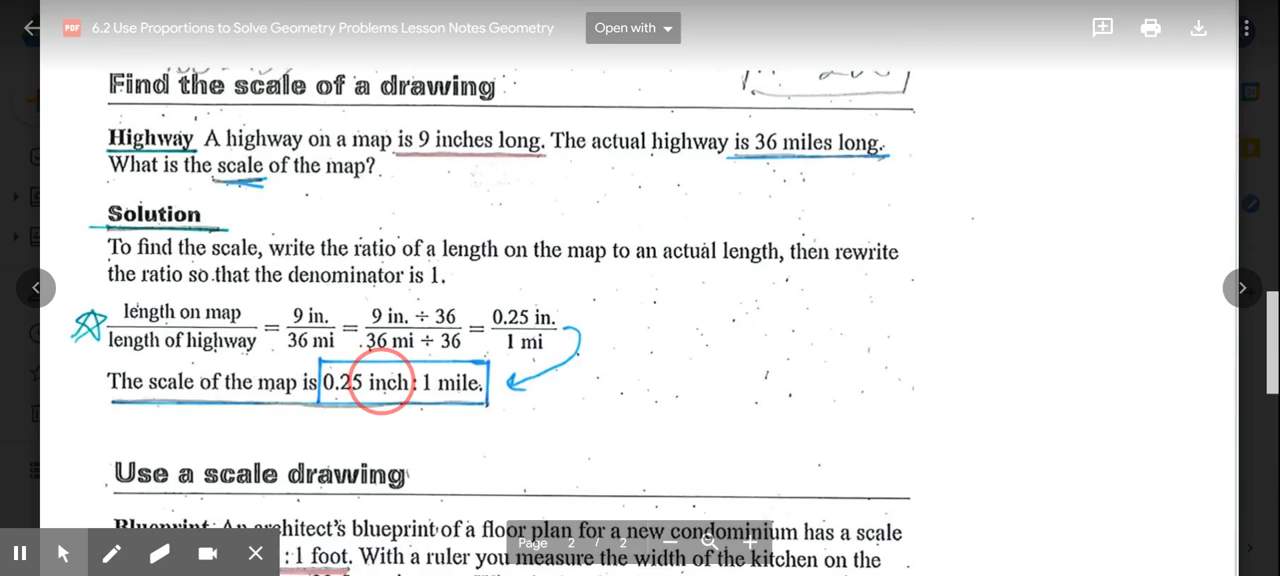 PDF 6.2 Use Proportions to Solve Geometry Problems Lesson Notes Geometry Open with
Find the scale of a drawing
Highway A highway on a map is 9 inches long. The actual highway is 36 miles long.
What is the scale of the map?
Solution
To find the scale, write the ratio of a length on the map to an actual length, then rewrite
the ratio so that the denominator is 1.
length on map / length of highway = 9 in. / 36 mi = 9 in. ÷ 36 / 36 mi ÷ 36 = 0.25 in. / 1 mi
The scale of the map is 0.25 inch : 1 mile.
Use a scale drawing
Blueprint An architect's blueprint of a floor plan for a new condominium has a scale
Page 2 / 2
: 1 foot. With a ruler you measure the width of the kitchen on the